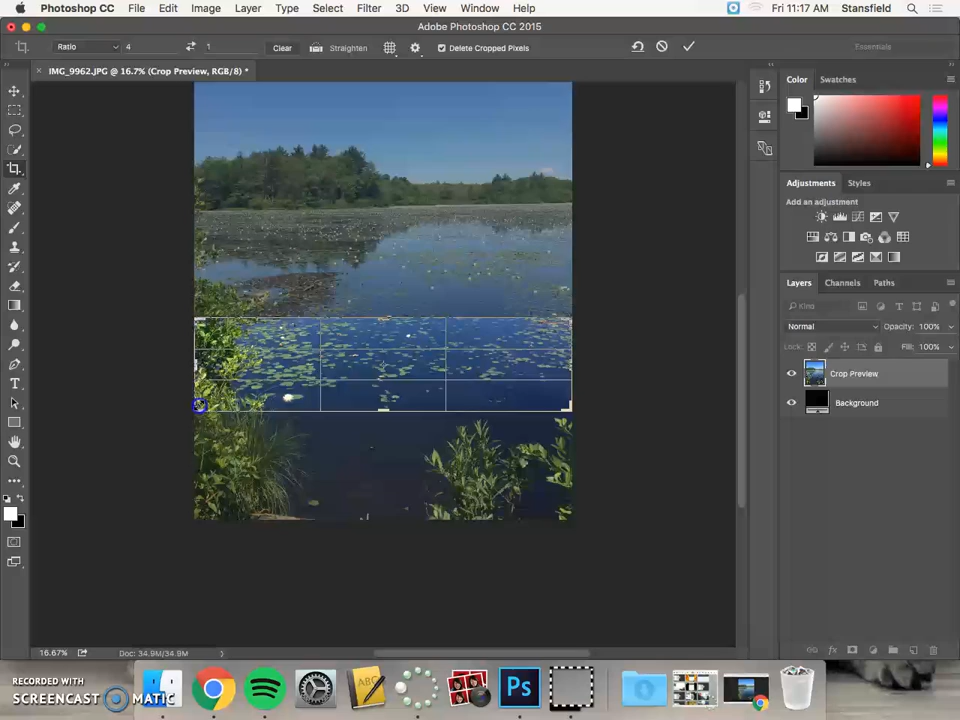 Photoshop CC File Edit Image Layer Type Select Filter 3D View Window Help Fri 11:17 AM Stansfield
Adobe Photoshop CC 2015
Ratio 4 1 Clear Straighten Delete Cropped Pixels Essentials
IMG_9962.JPG @ 16.7% (Crop Preview, RGB/8) *
Color Swatches
Adjustments Styles
Add an adjustment
Layers Channels Paths
Kind
Normal Opacity: 100%
Lock: Fill: 100%
Crop Preview
Background
16.67% Doc: 34.9M/34.9M
RECORDED WITH
SCREENCAST MATIC
Ps